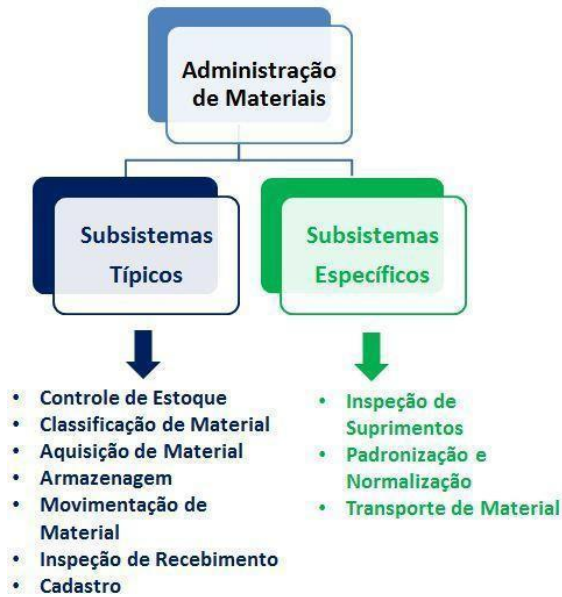 Administração
de Materiais
Subsistemas
Típicos
Subsistemas
Específicos
• Controle de Estoque
• Classificação de Material
• Aquisição de Material
• Armazenagem
• Movimentação de
Material
• Inspeção de Recebimento
• Cadastro
• Inspeção de
Suprimentos
• Padronização e
Normalização
• Transporte de Material